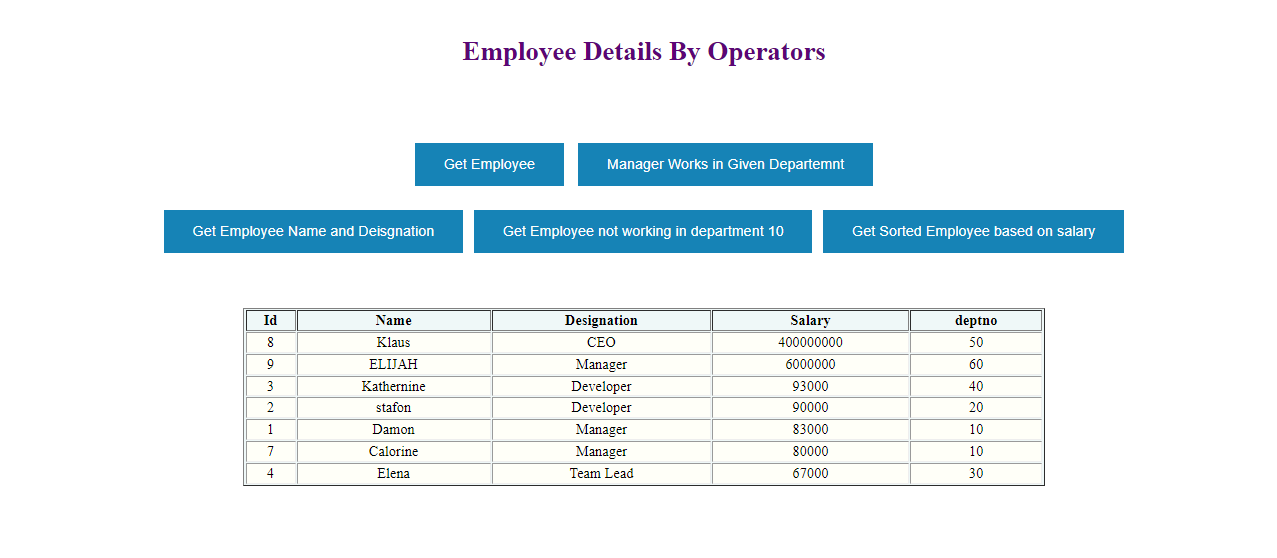 Employee Details By Operators
Get Employee Manager Works in Given Departemnt
Get Employee Name and Deisgnation Get Employee not working in department 10 Get Sorted Employee based on salary
Id Name Designation Salary deptno
8 Klaus CEO 400000000 50
9 ELIJAH Manager 6000000 60
3 Kathernine Developer 93000 40
2 stafon Developer 90000 20
1 Damon Manager 83000 10
7 Calorine Manager 80000 10
4 Elena Team Lead 67000 30